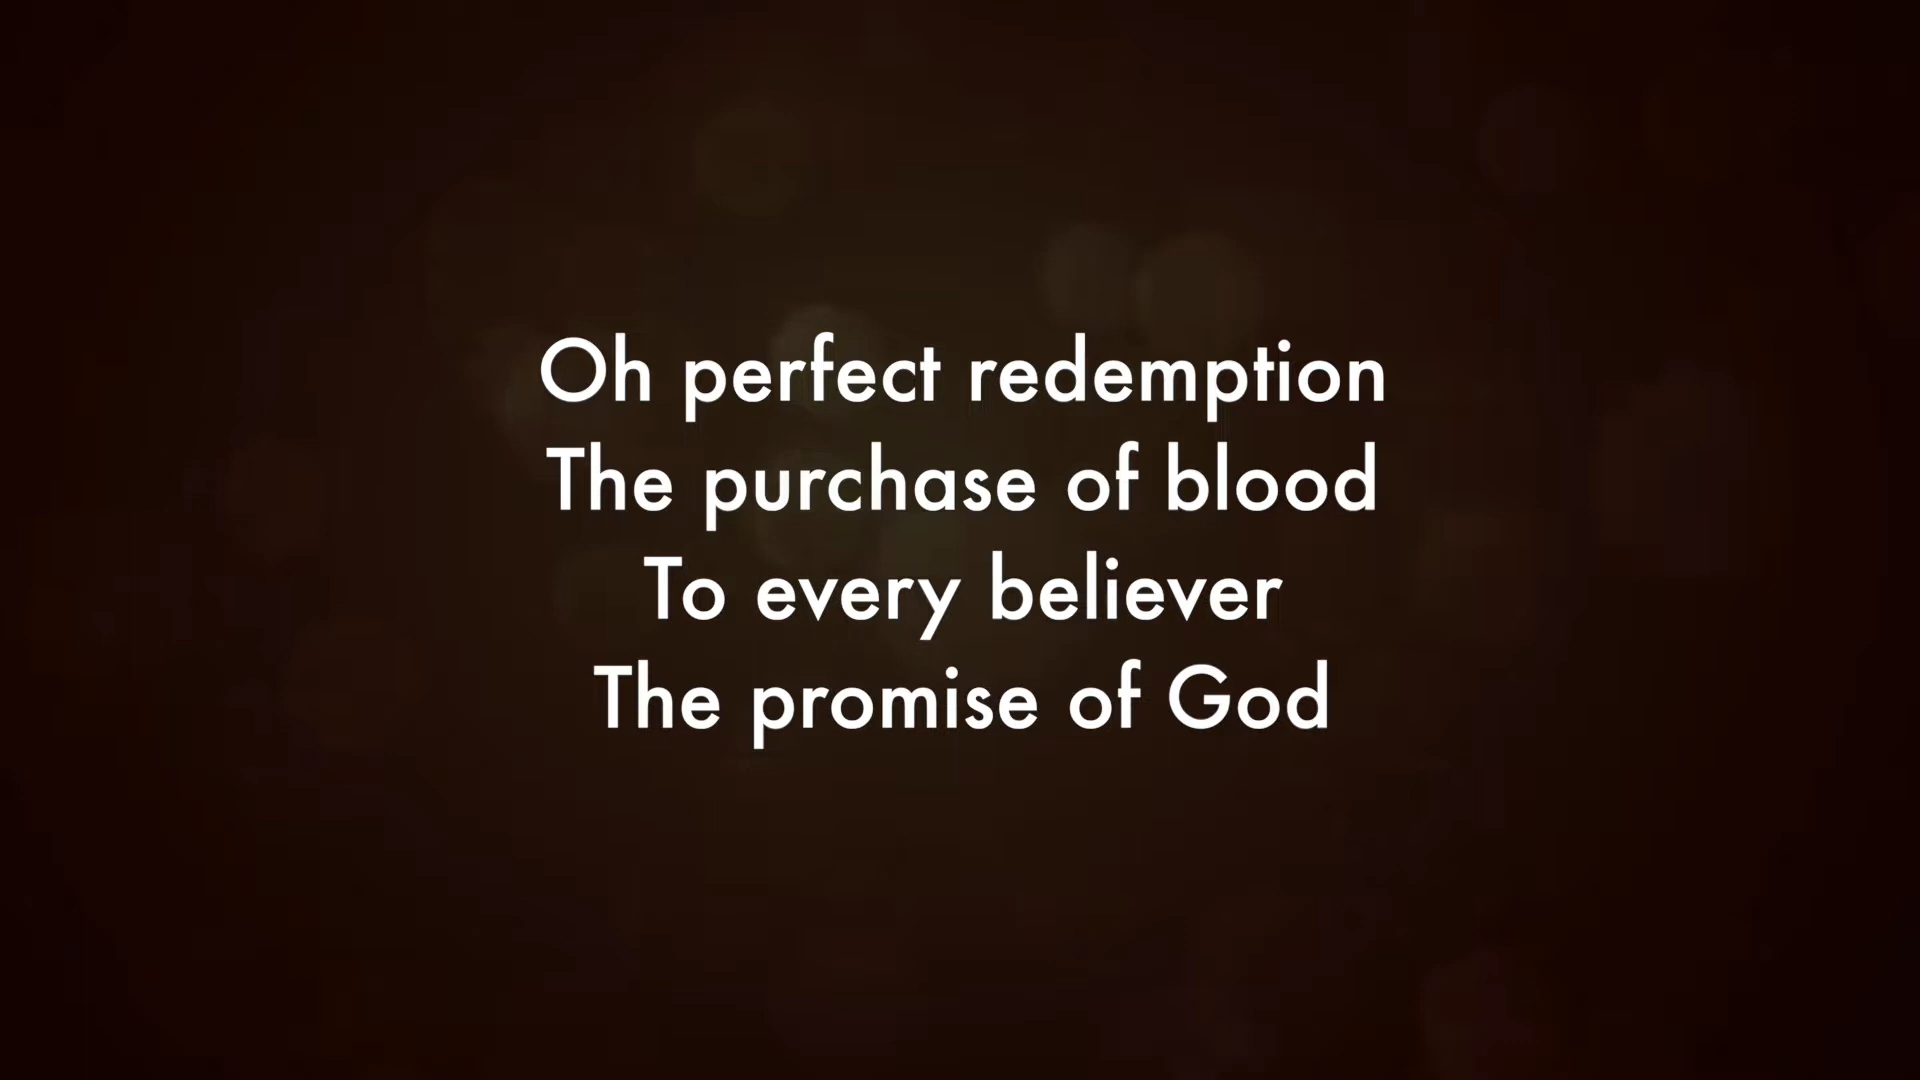 Oh perfect redemption
The purchase of blood
To every believer
The promise of God